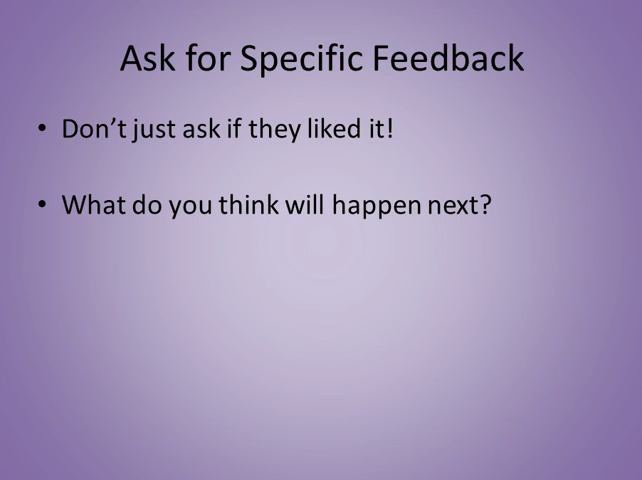 Ask for Specific Feedback
• Don’t just ask if they liked it!
• What do you think will happen next?